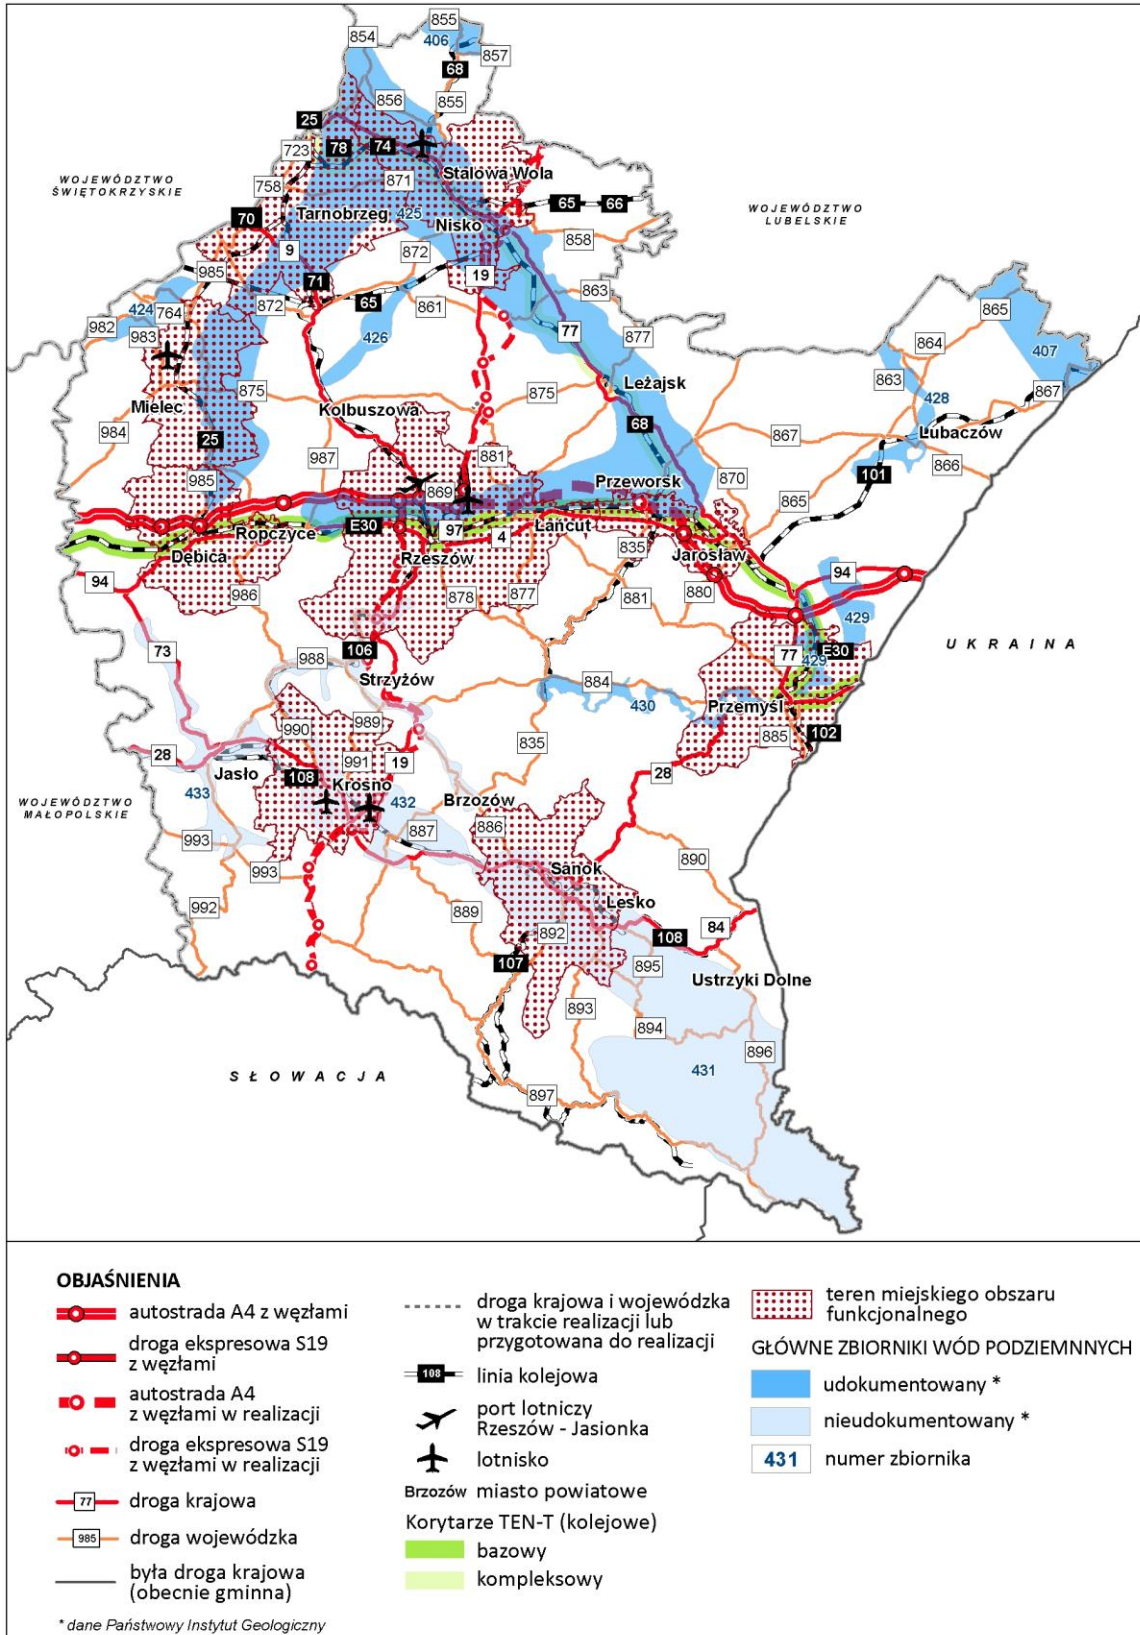 855
854
406
857
68
856
855
25
723
78
74
WOJEWÓDZTWO
ŚWIĘTOKRZYSKIE
Stalowa Wola
758
871
65
66
WOJEWÓDZTWO
LUBELSKIE
70
Tarnobrzeg
425
Nisko
858
9
872
985
71
19
863
865
872
65
861
424
764
982
983
426
77
877
864
407
863
875
875
Leżajsk
428
867
Mielec
Kolbuszowa
984
25
68
867
Lubaczów
987
881
866
870
101
985
869
Przeworsk
865
E30
97
Łańcut
Ropczyce
4
835
Dębica
Rzeszów
Jarosław
94
94
986
878
877
881
880
429
73
106
77
E30
429
UKRAINA
988
Strzyżów
884
430
Przemyśl
990
989
885
102
835
28
991
19
28
Jasło
108
Krosno
433
432
Brzozów
WOJEWÓDZTWO
MAŁOPOLSKIE
887
886
993
890
993
Sanok
992
889
Lesko
84
892
108
107
895
Ustrzyki Dolne
893
894
896
431
SŁOWACJA
897
OBJAŚNIENIA
autostrada A4 z węzłami
droga ekspresowa S19
z węzłami
autostrada A4
z węzłami w realizacji
droga ekspresowa S19
z węzłami w realizacji
77 droga krajowa
985 droga wojewódzka
była droga krajowa
(obecnie gminna)
* dane Państwowy Instytut Geologiczny
droga krajowa i wojewódzka
w trakcie realizacji lub
przygotowana do realizacji
108 linia kolejowa
port lotniczy
Rzeszów - Jasionka
lotnisko
Brzozów miasto powiatowe
Korytarze TEN-T (kolejowe)
bazowy
kompleksowy
teren miejskiego obszaru
funkcjonalnego
GŁÓWNE ZBIORNIKI WÓD PODZIEMNNYCH
udokumentowany *
nieudokumentowany *
431 numer zbiornika